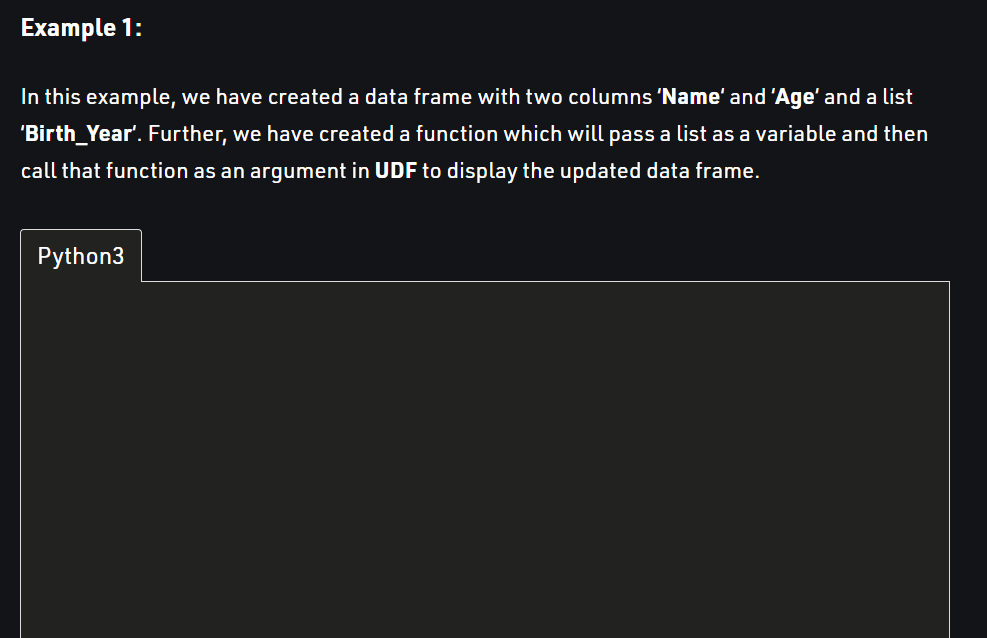 Example 1:
In this example, we have created a data frame with two columns ‘Name’ and ‘Age’ and a list
‘Birth_Year’. Further, we have created a function which will pass a list as a variable and then
call that function as an argument in UDF to display the updated data frame.
Python3